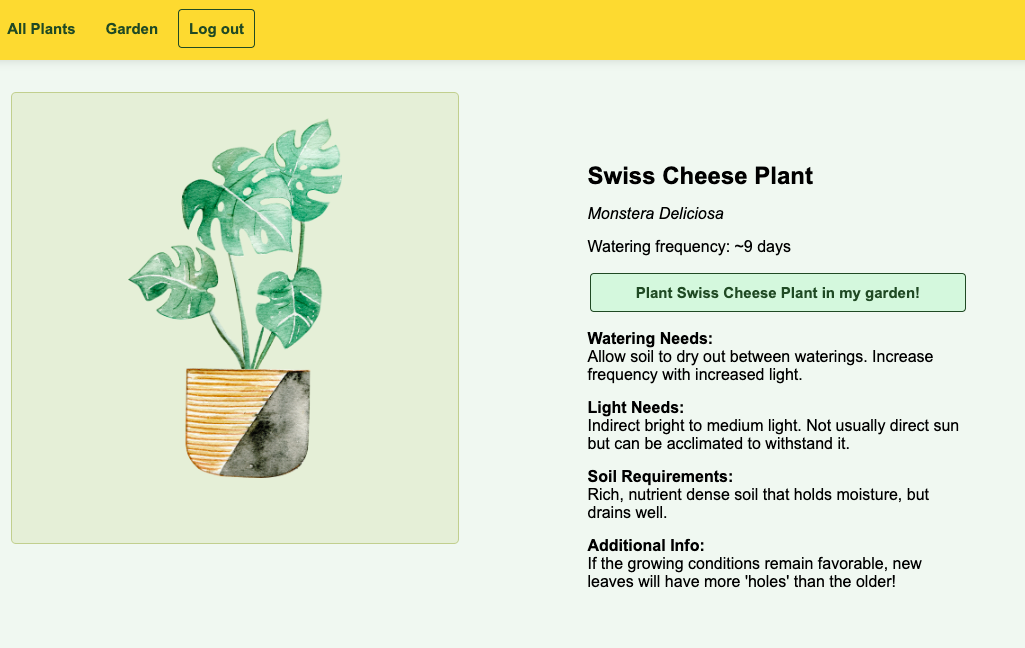 All Plants Garden Log out
Swiss Cheese Plant
Monstera Deliciosa
Watering frequency: ~9 days
Plant Swiss Cheese Plant in my garden!
Watering Needs:
Allow soil to dry out between waterings. Increase
frequency with increased light.
Light Needs:
Indirect bright to medium light. Not usually direct sun
but can be acclimated to withstand it.
Soil Requirements:
Rich, nutrient dense soil that holds moisture, but
drains well.
Additional Info:
If the growing conditions remain favorable, new
leaves will have more 'holes' than the older!